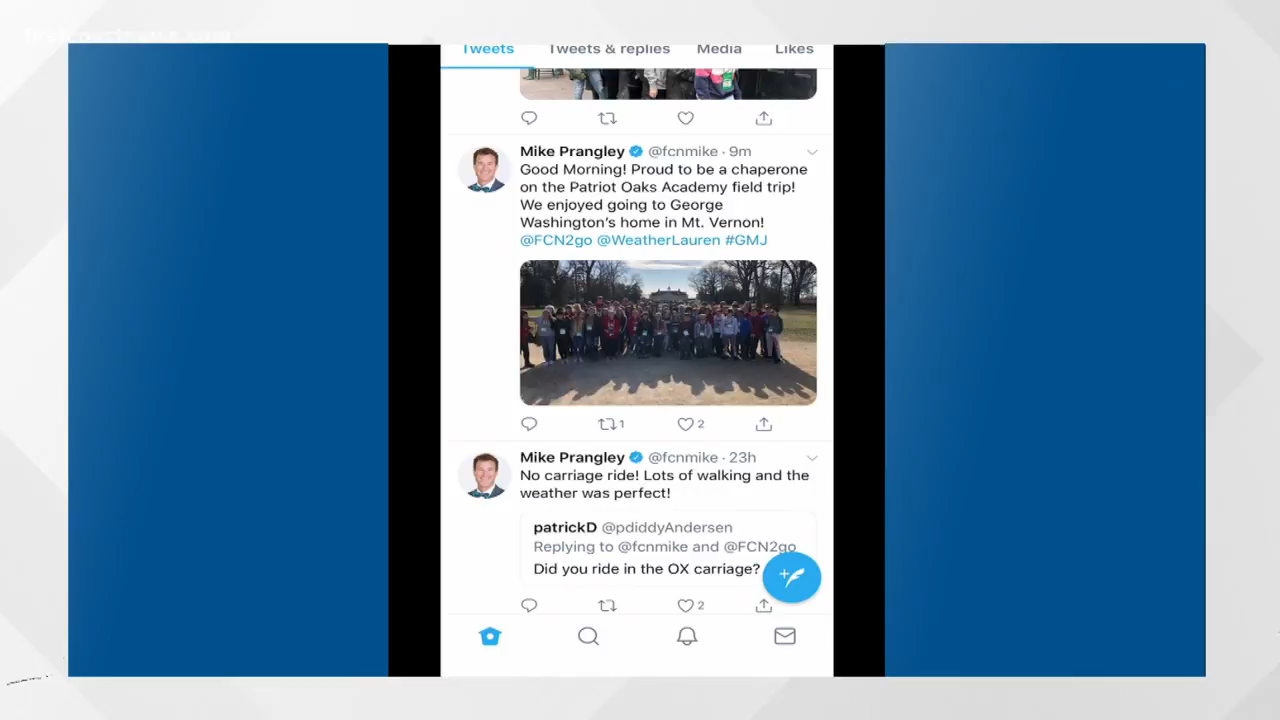 Tweets Tweets & replies Media Likes
Mike Prangley @fcnmike · 9m
Good Morning! Proud to be a chaperone
on the Patriot Oaks Academy field trip!
We enjoyed going to George
Washington's home in Mt. Vernon!
@FCN2go @WeatherLauren #GMJ
1 2
Mike Prangley @fcnmike · 23h
No carriage ride! Lots of walking and the
weather was perfect!
patrickD @pdiddyAndersen
Replying to @fcnmike and @FCN2go
Did you ride in the OX carriage?
2